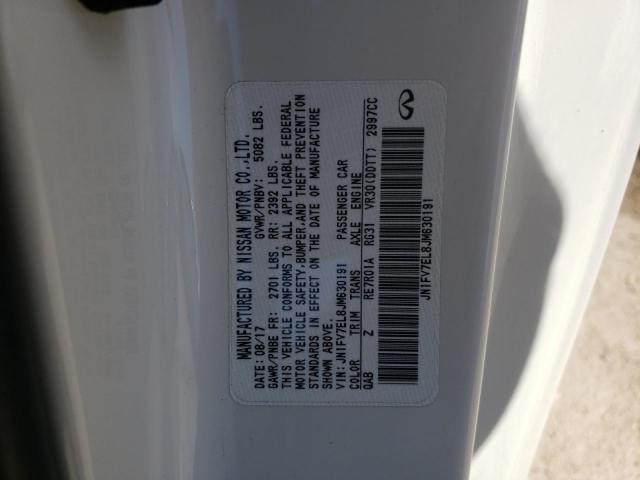 MANUFACTURED BY NISSAN MOTOR CO.,LTD.
DATE: 08/17 GVWR/PNBV: 5082 LBS.
GAWR/PNBE FR: 2701 LBS. RR: 2392 LBS.
THIS VEHICLE CONFORMS TO ALL APPLICABLE FEDERAL
MOTOR VEHICLE SAFETY,BUMPER,AND THEFT PREVENTION
STANDARDS IN EFFECT ON THE DATE OF MANUFACTURE
SHOWN ABOVE.
VIN: JN1FV7EL8JM630191 PASSENGER CAR
COLOR TRIM TRANS AXLE ENGINE
QAB Z RE7R01A RG31 VR30(DDTT) 2997CC
JN1FV7EL8JM630191